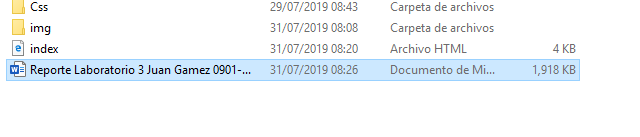 Css 29/07/2019 08:43 Carpeta de archivos
img 31/07/2019 08:08 Carpeta de archivos
index 31/07/2019 08:20 Archivo HTML 4 KB
Reporte Laboratorio 3 Juan Gamez 0901-... 31/07/2019 08:26 Documento de Mi... 1,918 KB